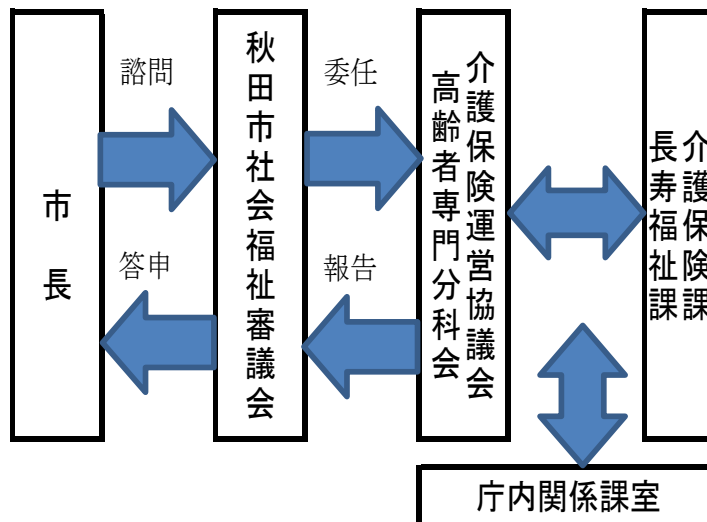 市長
諮問
答申
秋田市社会福祉審議会
委任
報告
介護保険運営協議会
高齢者専門分科会
介護保険課
長寿福祉課
庁内関係課室